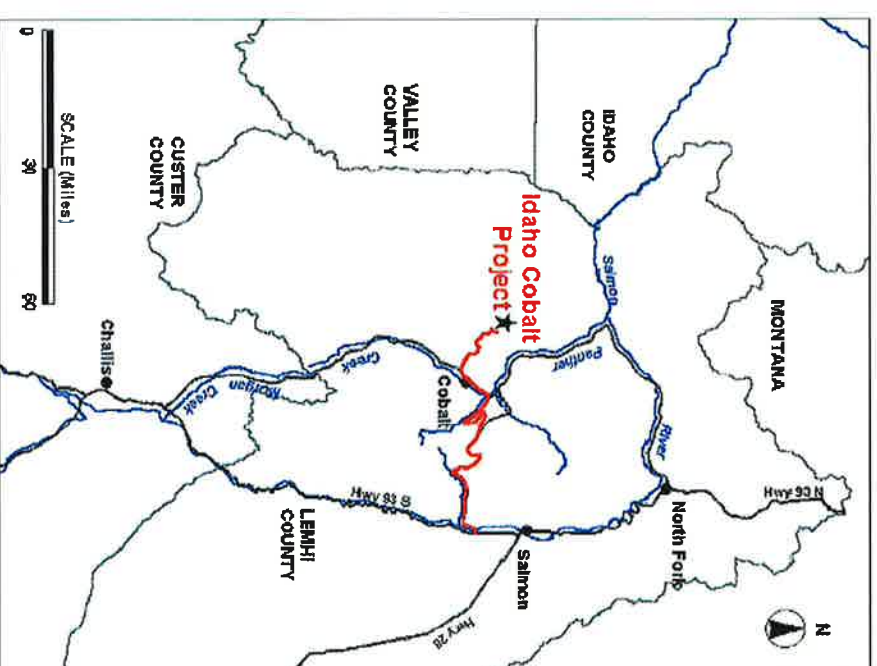 N
MONTANA
Hwy 93 N
North Fork
River
Salmon
IDAHO
COUNTY
Panther
Idaho Cobalt
Project
Salmon
Hwy 28
Cobalt
VALLEY
COUNTY
Creek
Hwy 93 S
LEMHI
COUNTY
Morgan
Creek
CUSTER
COUNTY
Challis
SCALE (Miles)
0 30 60